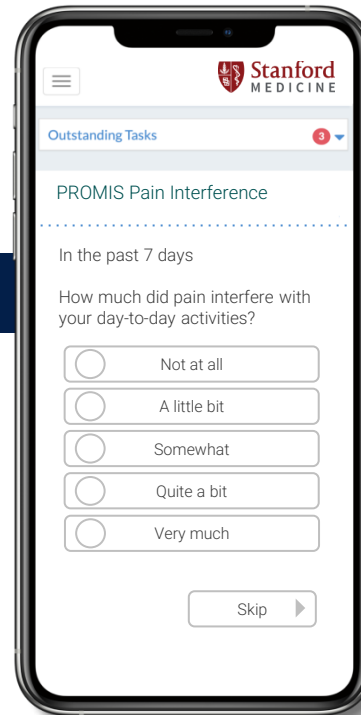 Stanford
MEDICINE
Outstanding Tasks 3
PROMIS Pain Interference
In the past 7 days
How much did pain interfere with
your day-to-day activities?
Not at all
A little bit
Somewhat
Quite a bit
Very much
Skip